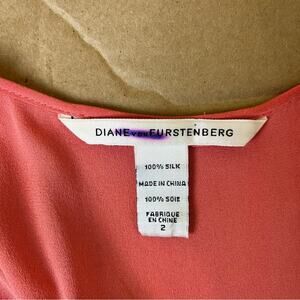 DIANE VON FURSTENBERG
100% SILK
MADE IN CHINA
100% SOIE
FABRIQUE
EN CHINE
2